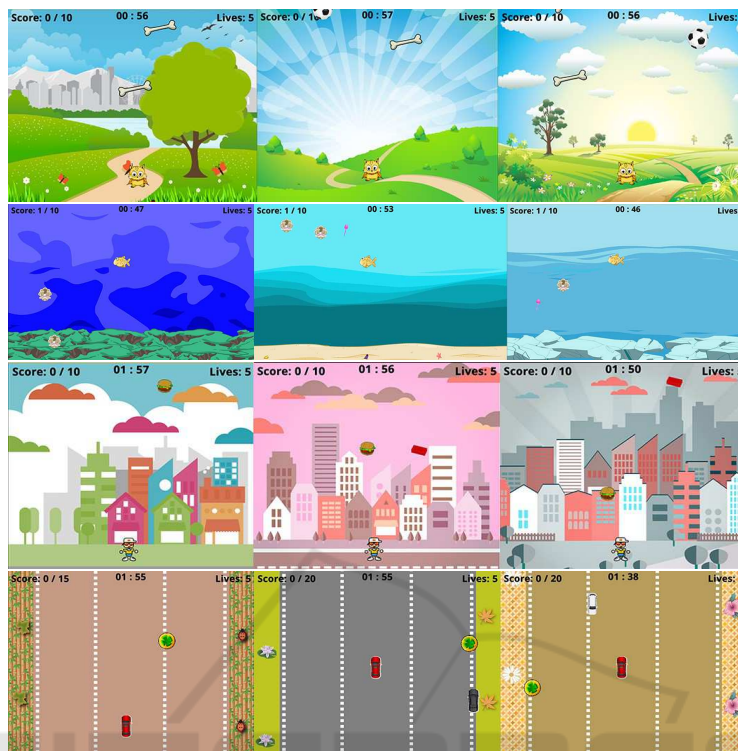 Score: 0 / 10 00 : 56 Lives: 5
Score: 0 / 10 00 : 57 Lives: 5
Score: 0 / 10 00 : 56 Lives:
Score: 1 / 10 00 : 47 Lives: 5
Score: 1 / 10 00 : 53 Lives: 5
Score: 1 / 10 00 : 46 Lives:
Score: 0 / 10 01 : 57 Lives: 5
Score: 0 / 10 01 : 56 Lives: 5
Score: 0 / 10 01 : 50 Lives:
Score: 0 / 15 01 : 55 Lives: 5
Score: 0 / 20 01 : 55 Lives: 5
Score: 0 / 20 01 : 38 Lives: